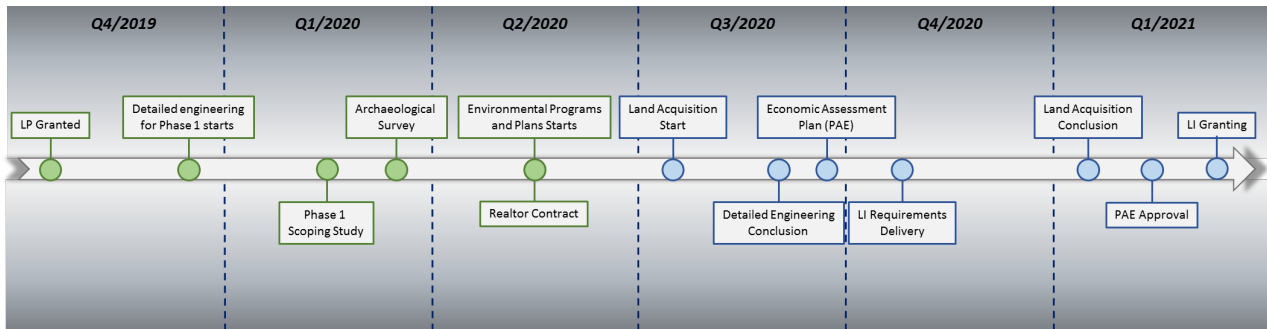 Q4/2019
Q1/2020
Q2/2020
Q3/2020
Q4/2020
Q1/2021
LP Granted
Detailed engineering
for Phase 1 starts
Archaeological
Survey
Environmental Programs
and Plans Starts
Land Acquisition
Start
Economic Assessment
Plan (PAE)
Land Acquisition
Conclusion
LI Granting
Phase 1
Scoping Study
Realtor Contract
Detailed Engineering
Conclusion
LI Requirements
Delivery
PAE Approval